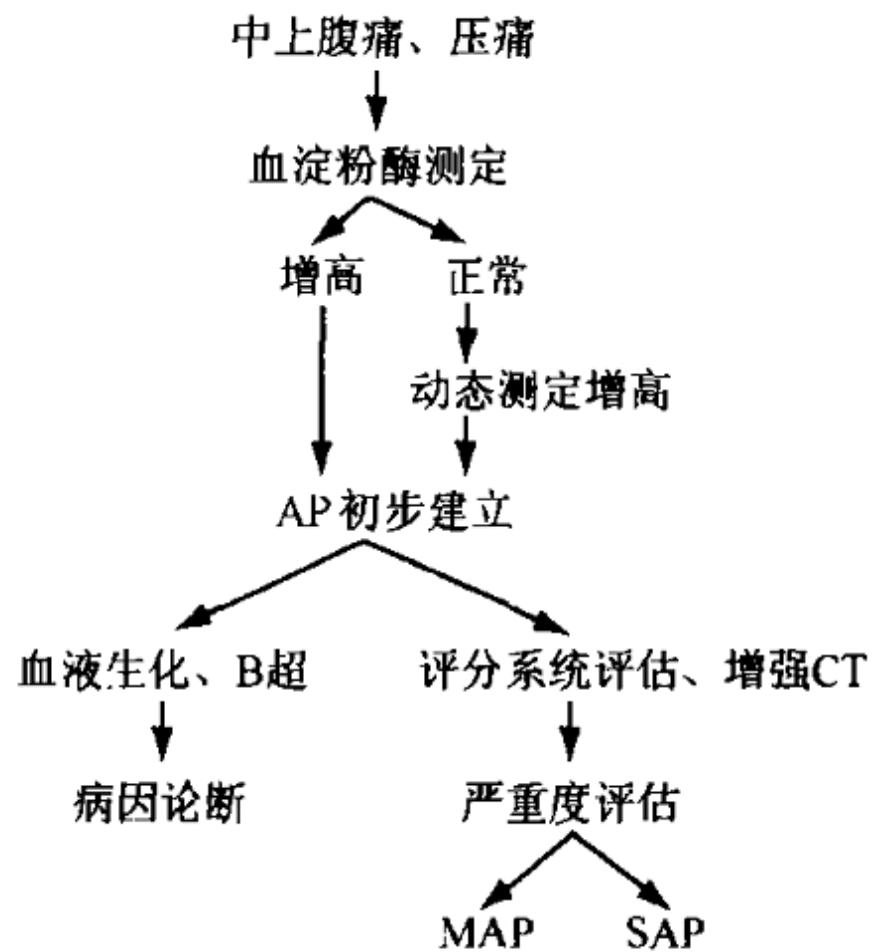 中上腹痛、压痛
血淀粉酶测定
增高 正常
动态测定增高
AP初步建立
血液生化、B超 评分系统评估、增强CT
病因论断 严重度评估
MAP SAP